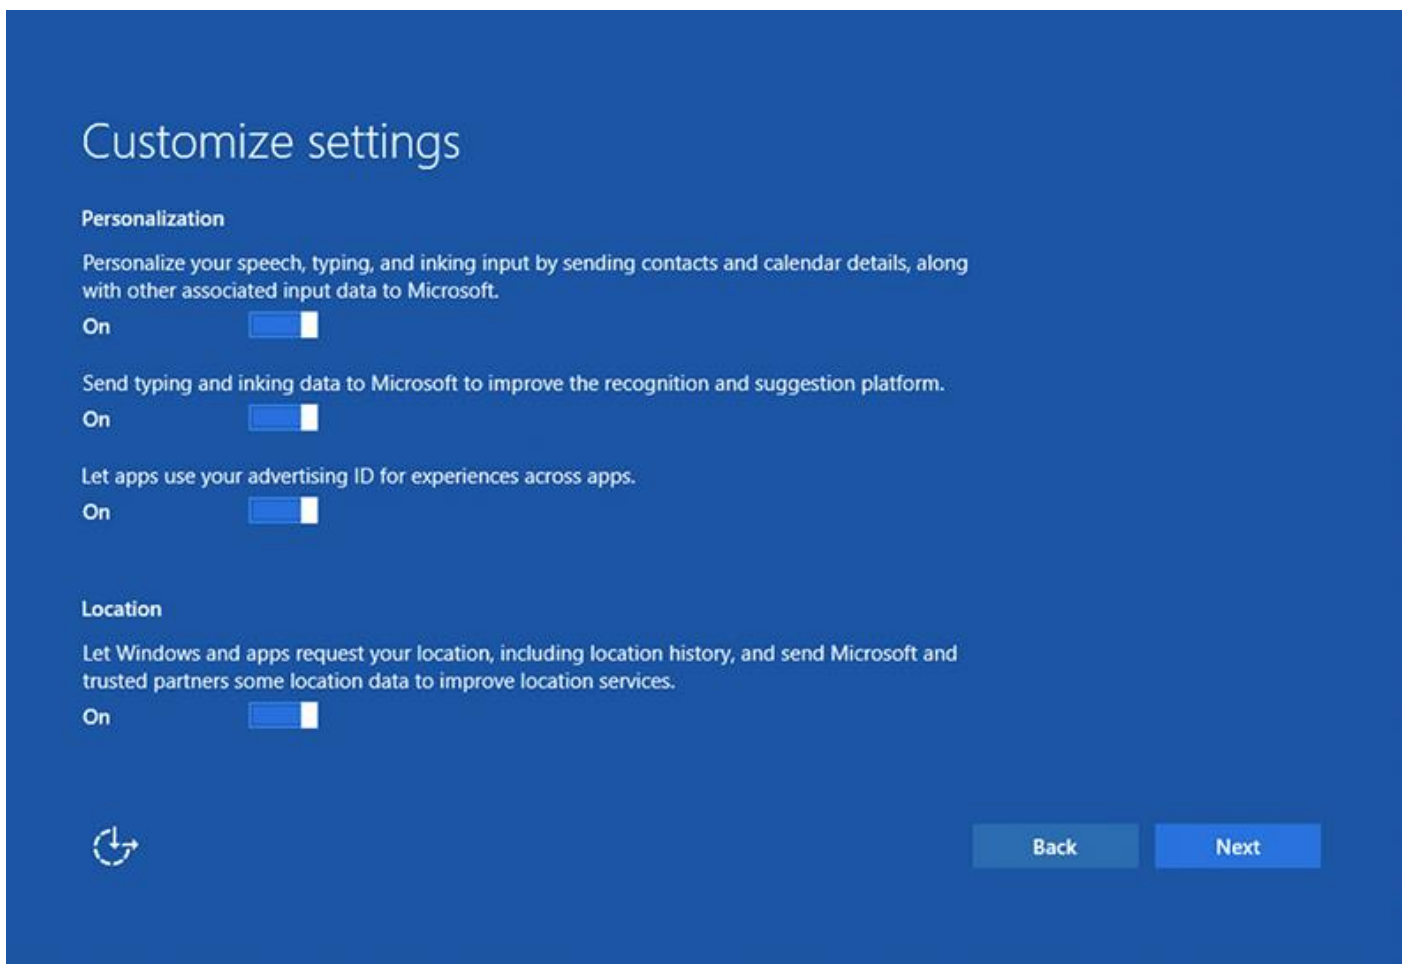 Customize settings
Personalization
Personalize your speech, typing, and inking input by sending contacts and calendar details, along
with other associated input data to Microsoft.
On
Send typing and inking data to Microsoft to improve the recognition and suggestion platform.
On
Let apps use your advertising ID for experiences across apps.
On
Location
Let Windows and apps request your location, including location history, and send Microsoft and
trusted partners some location data to improve location services.
On
Back Next